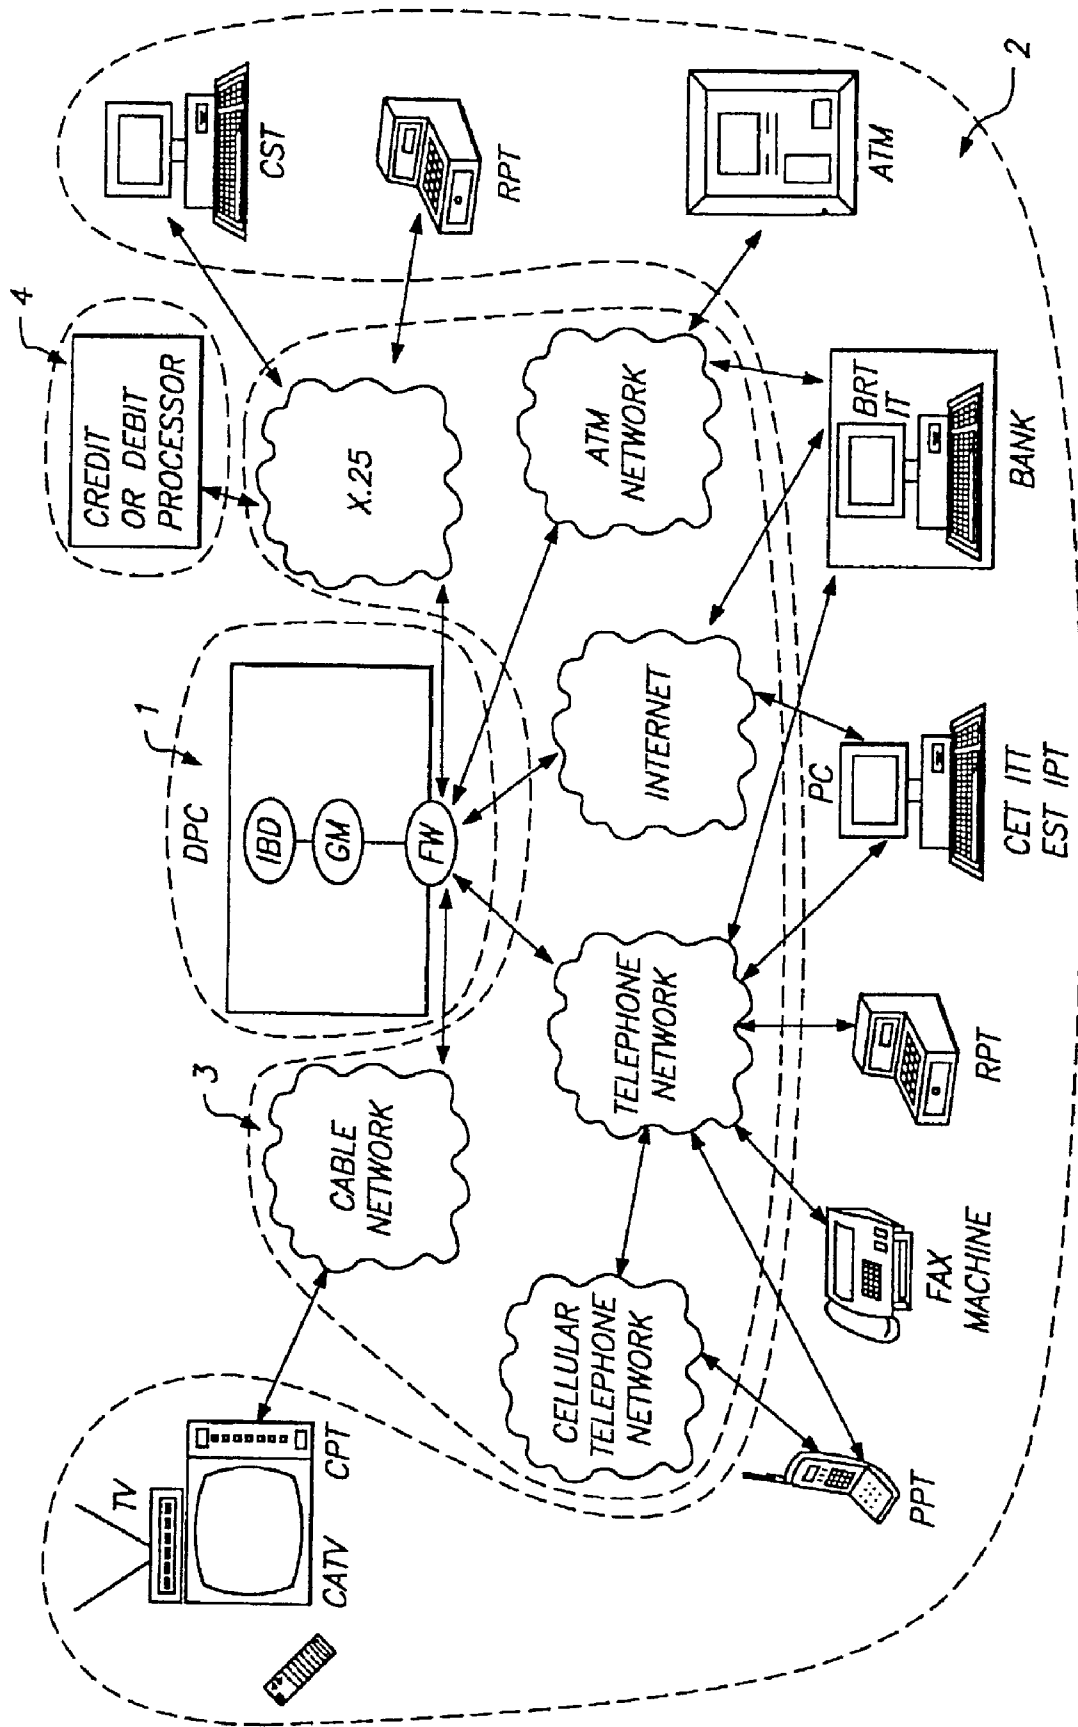 4
CREDIT
OR DEBIT
PROCESSOR
CST
RPT
1
DPC
IBD
GM
FW
X.25
3
CABLE
NETWORK
TV
CPT
CATV
ATM
NETWORK
ATM
INTERNET
TELEPHONE
NETWORK
CELLULAR
TELEPHONE
NETWORK
PPT
FAX
MACHINE
RPT
PC
CET ITT
EST IPT
BRT
IT
BANK
2